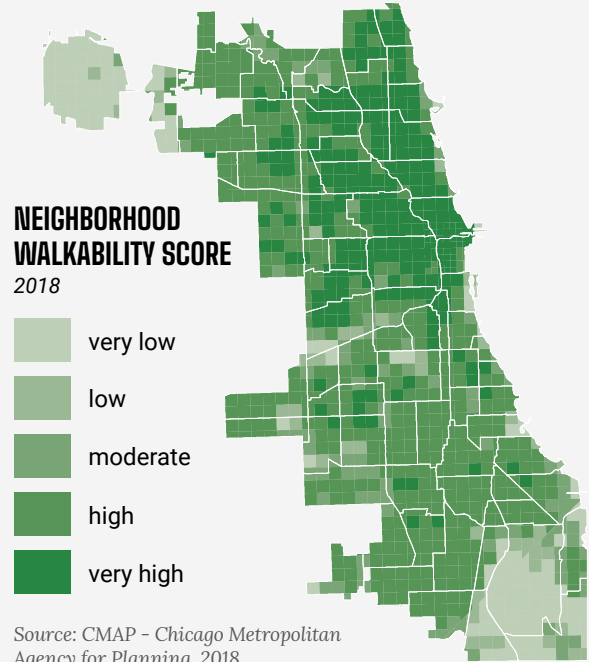 NEIGHBORHOOD
WALKABILITY SCORE
2018
very low
low
moderate
high
very high
Source: CMAP - Chicago Metropolitan
Agency for Planning, 2018